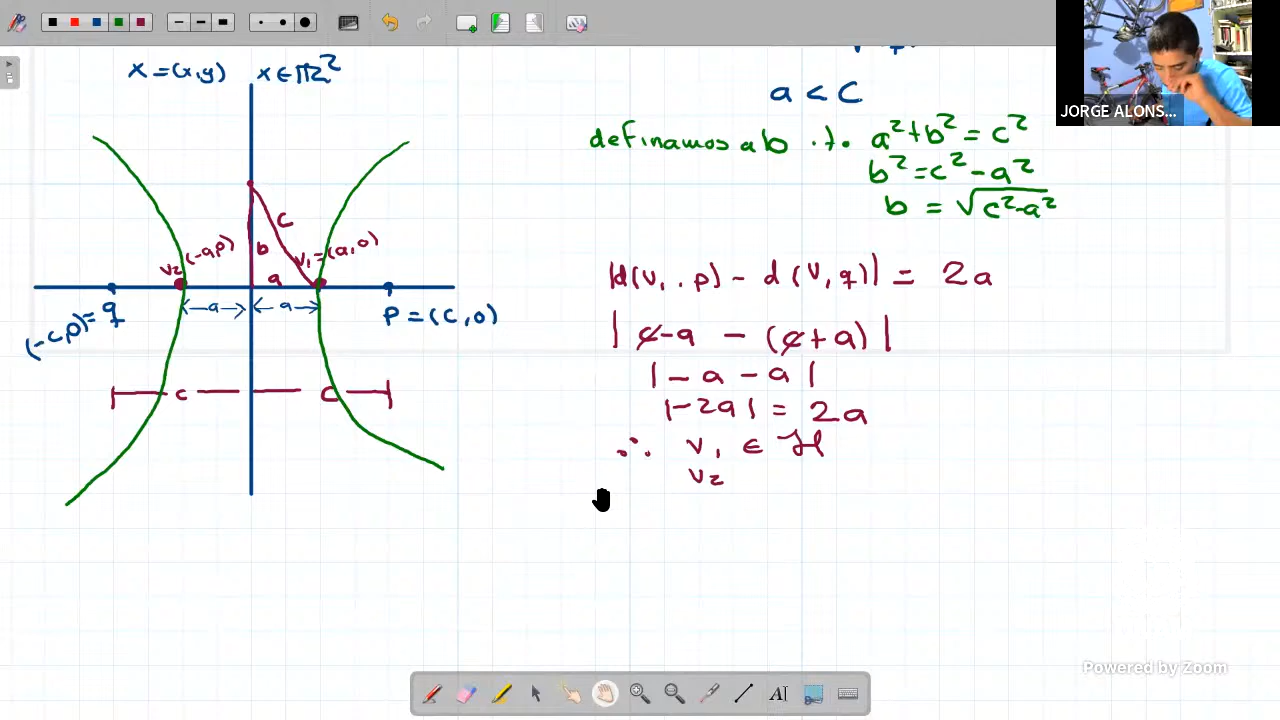 X=(x,y) x∈ℝ²
a < C
definamos a b .t. a²+b² = c²
b² = c² - a²
b = √c²-a²
C
b
a
V₁=(a,0)
V₂ (-a,0)
a
a
(-c,0)=q
P=(C,0)
c
C
|d(V₁,p) - d(V,q)| = 2a
| c-a - (c+a) |
|-a-a|
|-2a| = 2a
∴ V₁ ∈ H
V₂
JORGE ALONS...
AI
Powered by Zoom